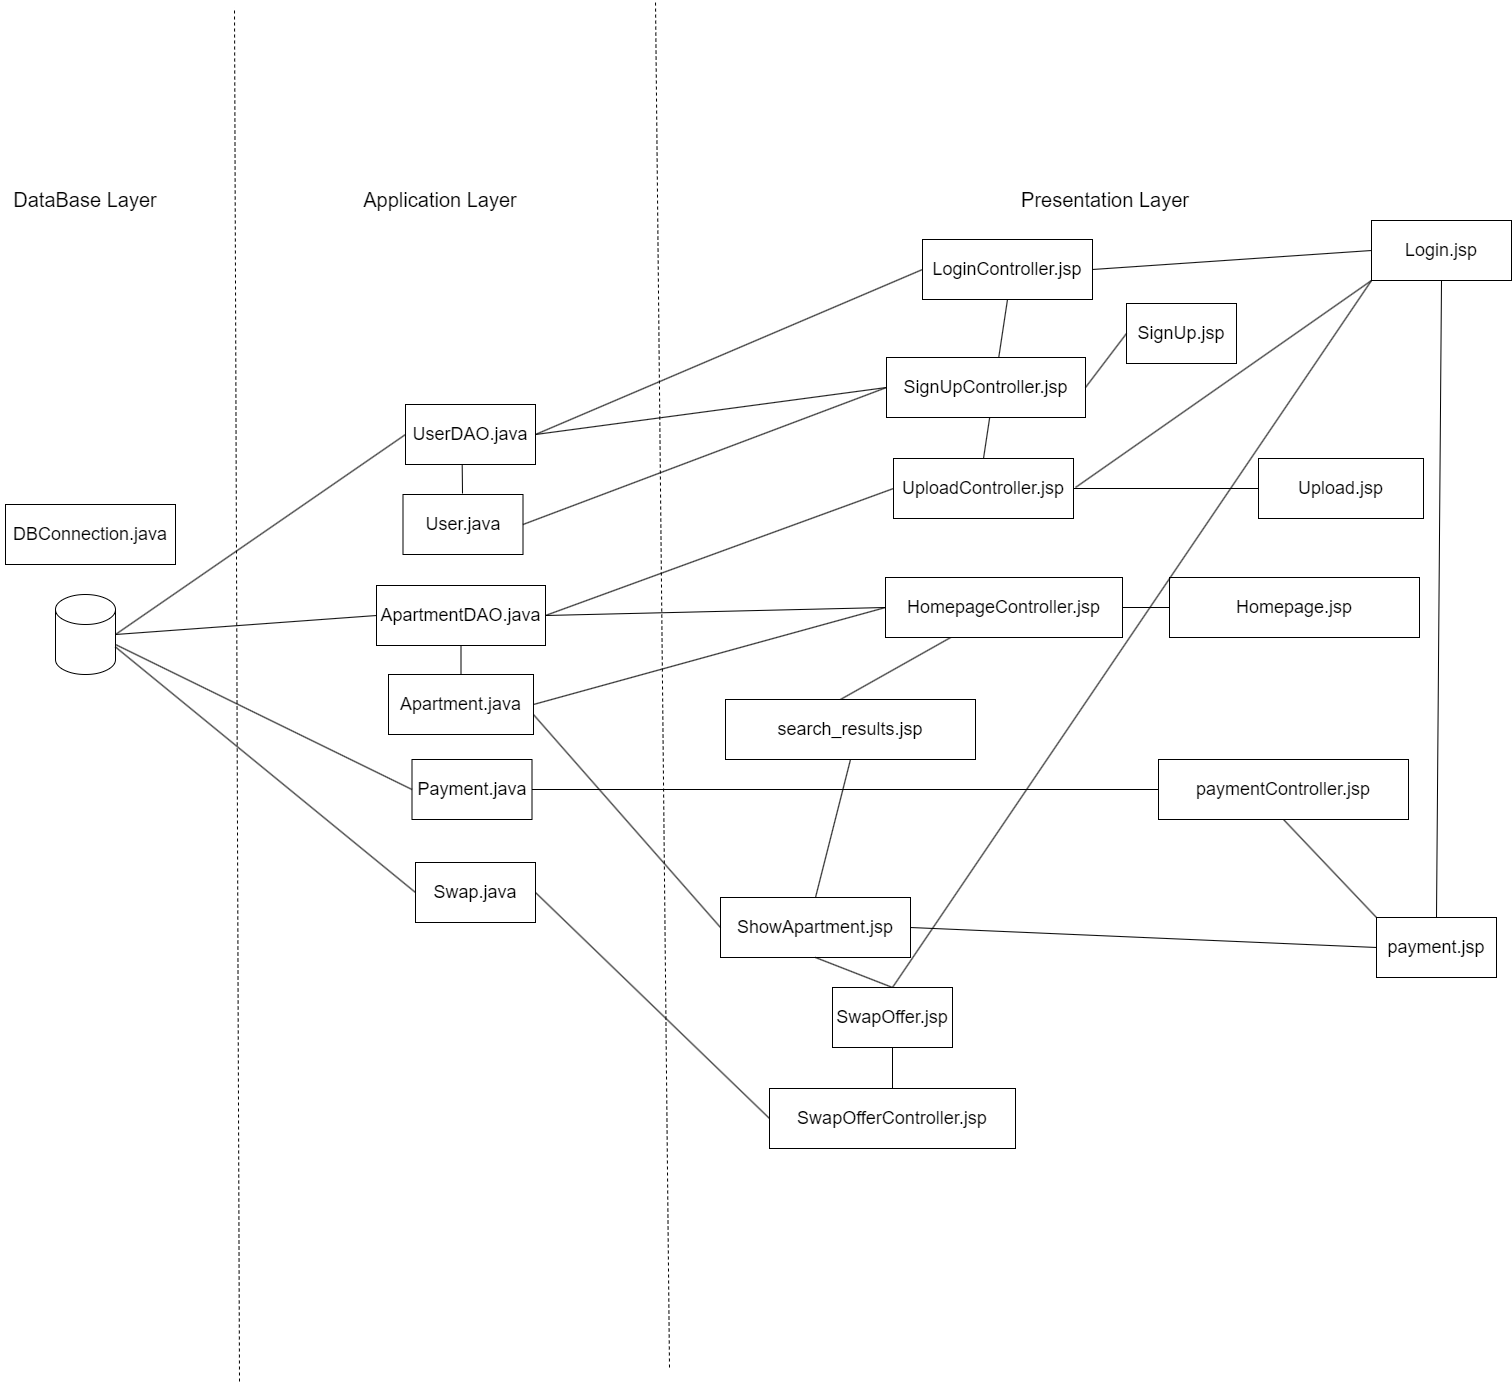 DataBase Layer
Application Layer
Presentation Layer
Login.jsp
LoginController.jsp
SignUp.jsp
SignUpController.jsp
UserDAO.java
UploadController.jsp
Upload.jsp
User.java
DBConnection.java
ApartmentDAO.java
HomepageController.jsp
Homepage.jsp
Apartment.java
search_results.jsp
Payment.java
paymentController.jsp
Swap.java
ShowApartment.jsp
payment.jsp
SwapOffer.jsp
SwapOfferController.jsp